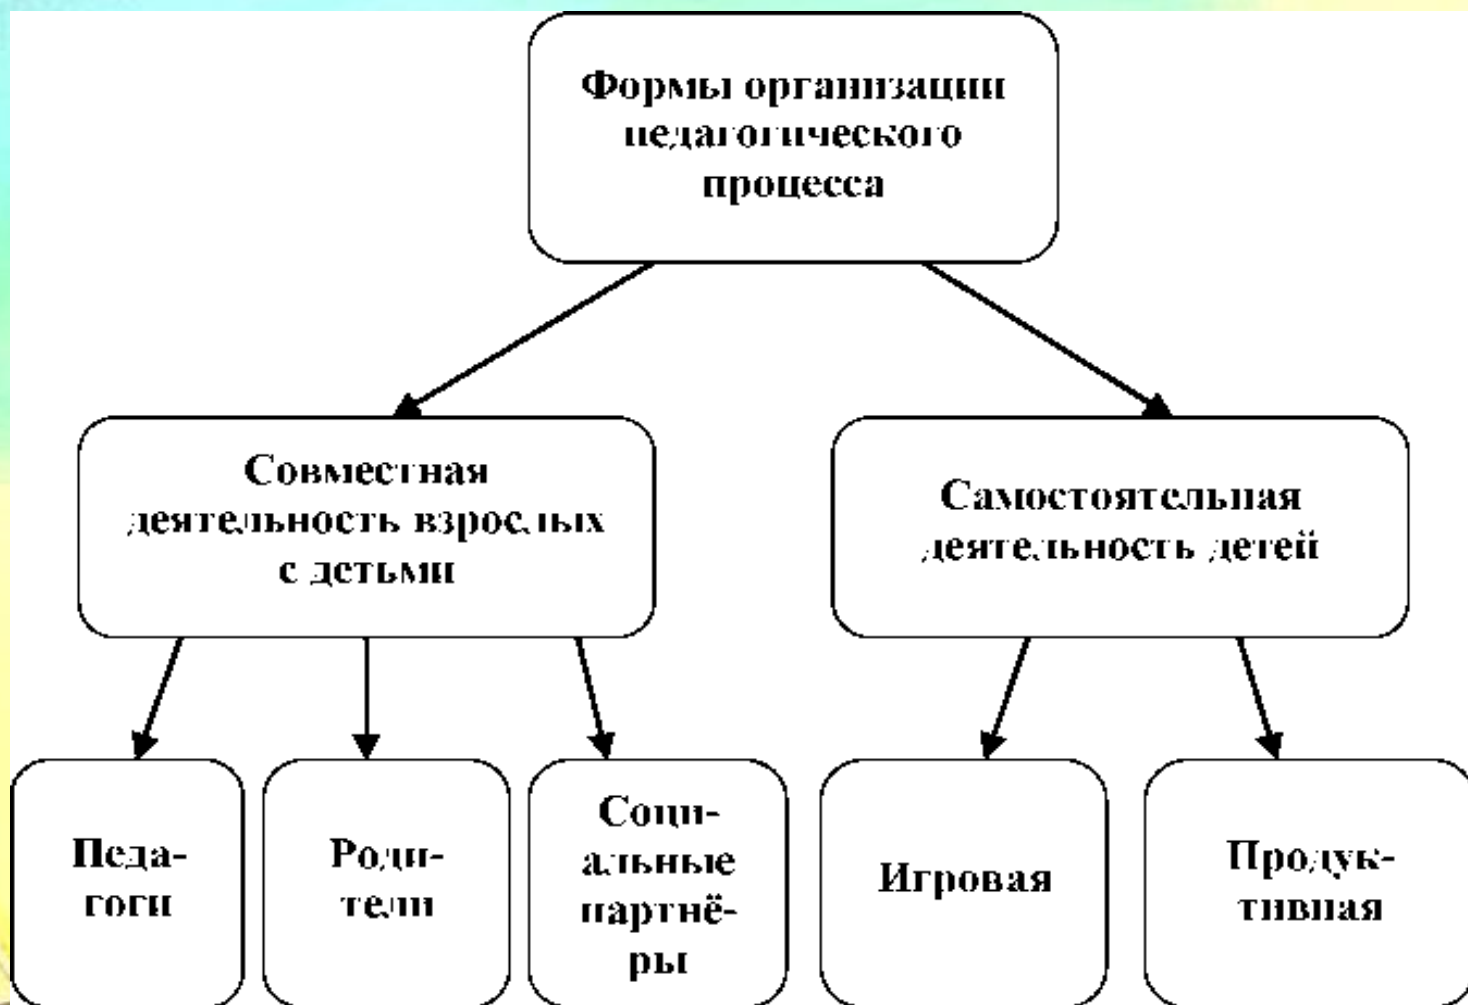 Формы организации
педагогического
процесса
Совместная
деятельность взрослых
с детьми
Самостоятельная
деятельность детей
Педа-
гоги
Роди-
тели
Соци-
альные
партнё-
ры
Игровая
Продук-
тивная